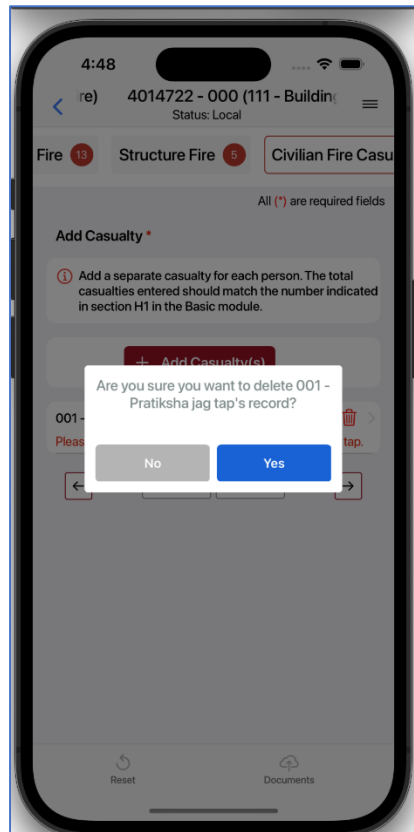 4:48
re)
4014722 - 000 (111 - Building
Status: Local
Fire 13
Structure Fire 5
Civilian Fire Casu
All (*) are required fields
Add Casualty *
Add a separate casualty for each person. The total
casualties entered should match the number indicated
in section H1 in the Basic module.
+ Add Casualty(s)
Are you sure you want to delete 001 -
Pratiksha jag tap's record?
001 -
Pleas
tap.
No
Yes
Reset
Documents